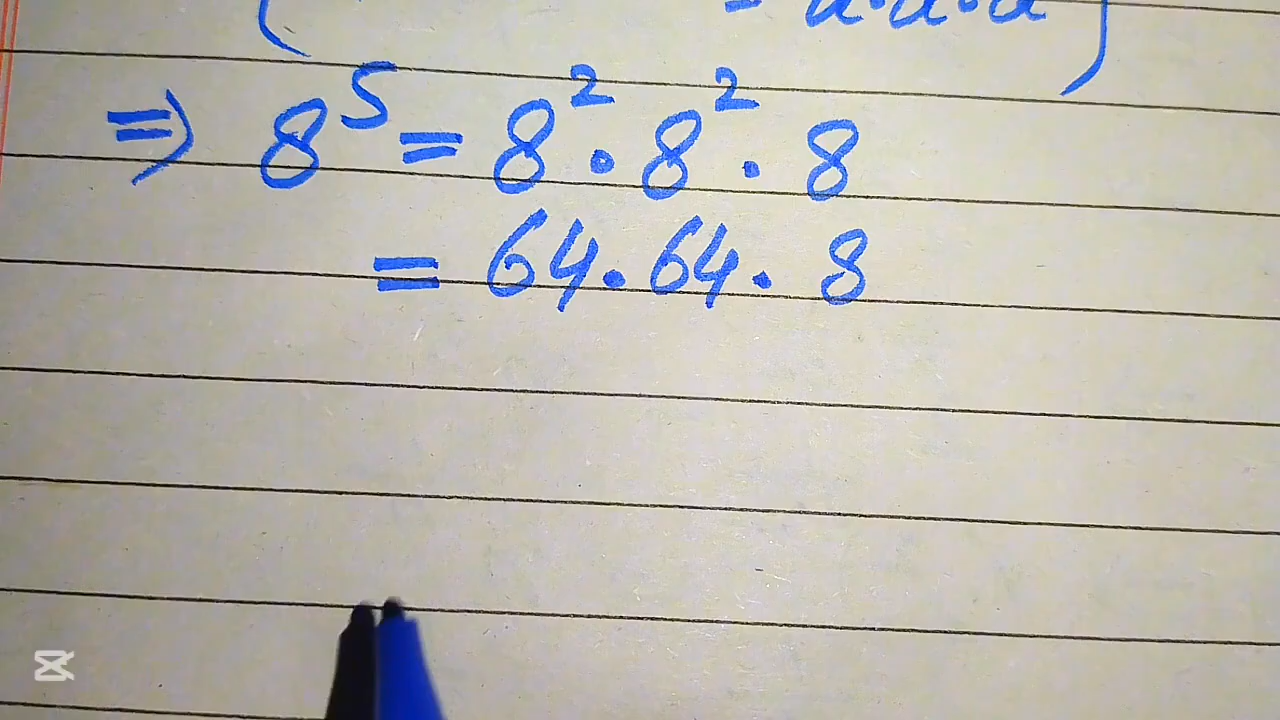 ( = a·a·a )
⇒ 8⁵ = 8² · 8² · 8
= 64 · 64 · 8